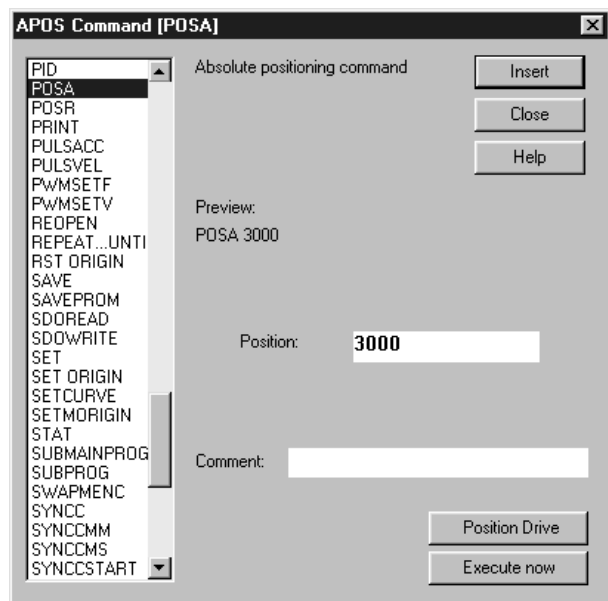 APOS Command [POSA]
PID
POSA
POSR
PRINT
PULSACC
PULSVEL
PWMSETF
PWMSETV
REOPEN
REPEAT...UNTI
RST ORIGIN
SAVE
SAVEPROM
SDOREAD
SDOWRITE
SET
SET ORIGIN
SETCURVE
SETMORIGIN
STAT
SUBMAINPROG
SUBPROG
SWAPMENC
SYNCC
SYNCCMM
SYNCCMS
SYNCCSTART
Absolute positioning command
Insert
Close
Help
Preview:
POSA 3000
Position: 3000
Comment:
Position Drive
Execute now